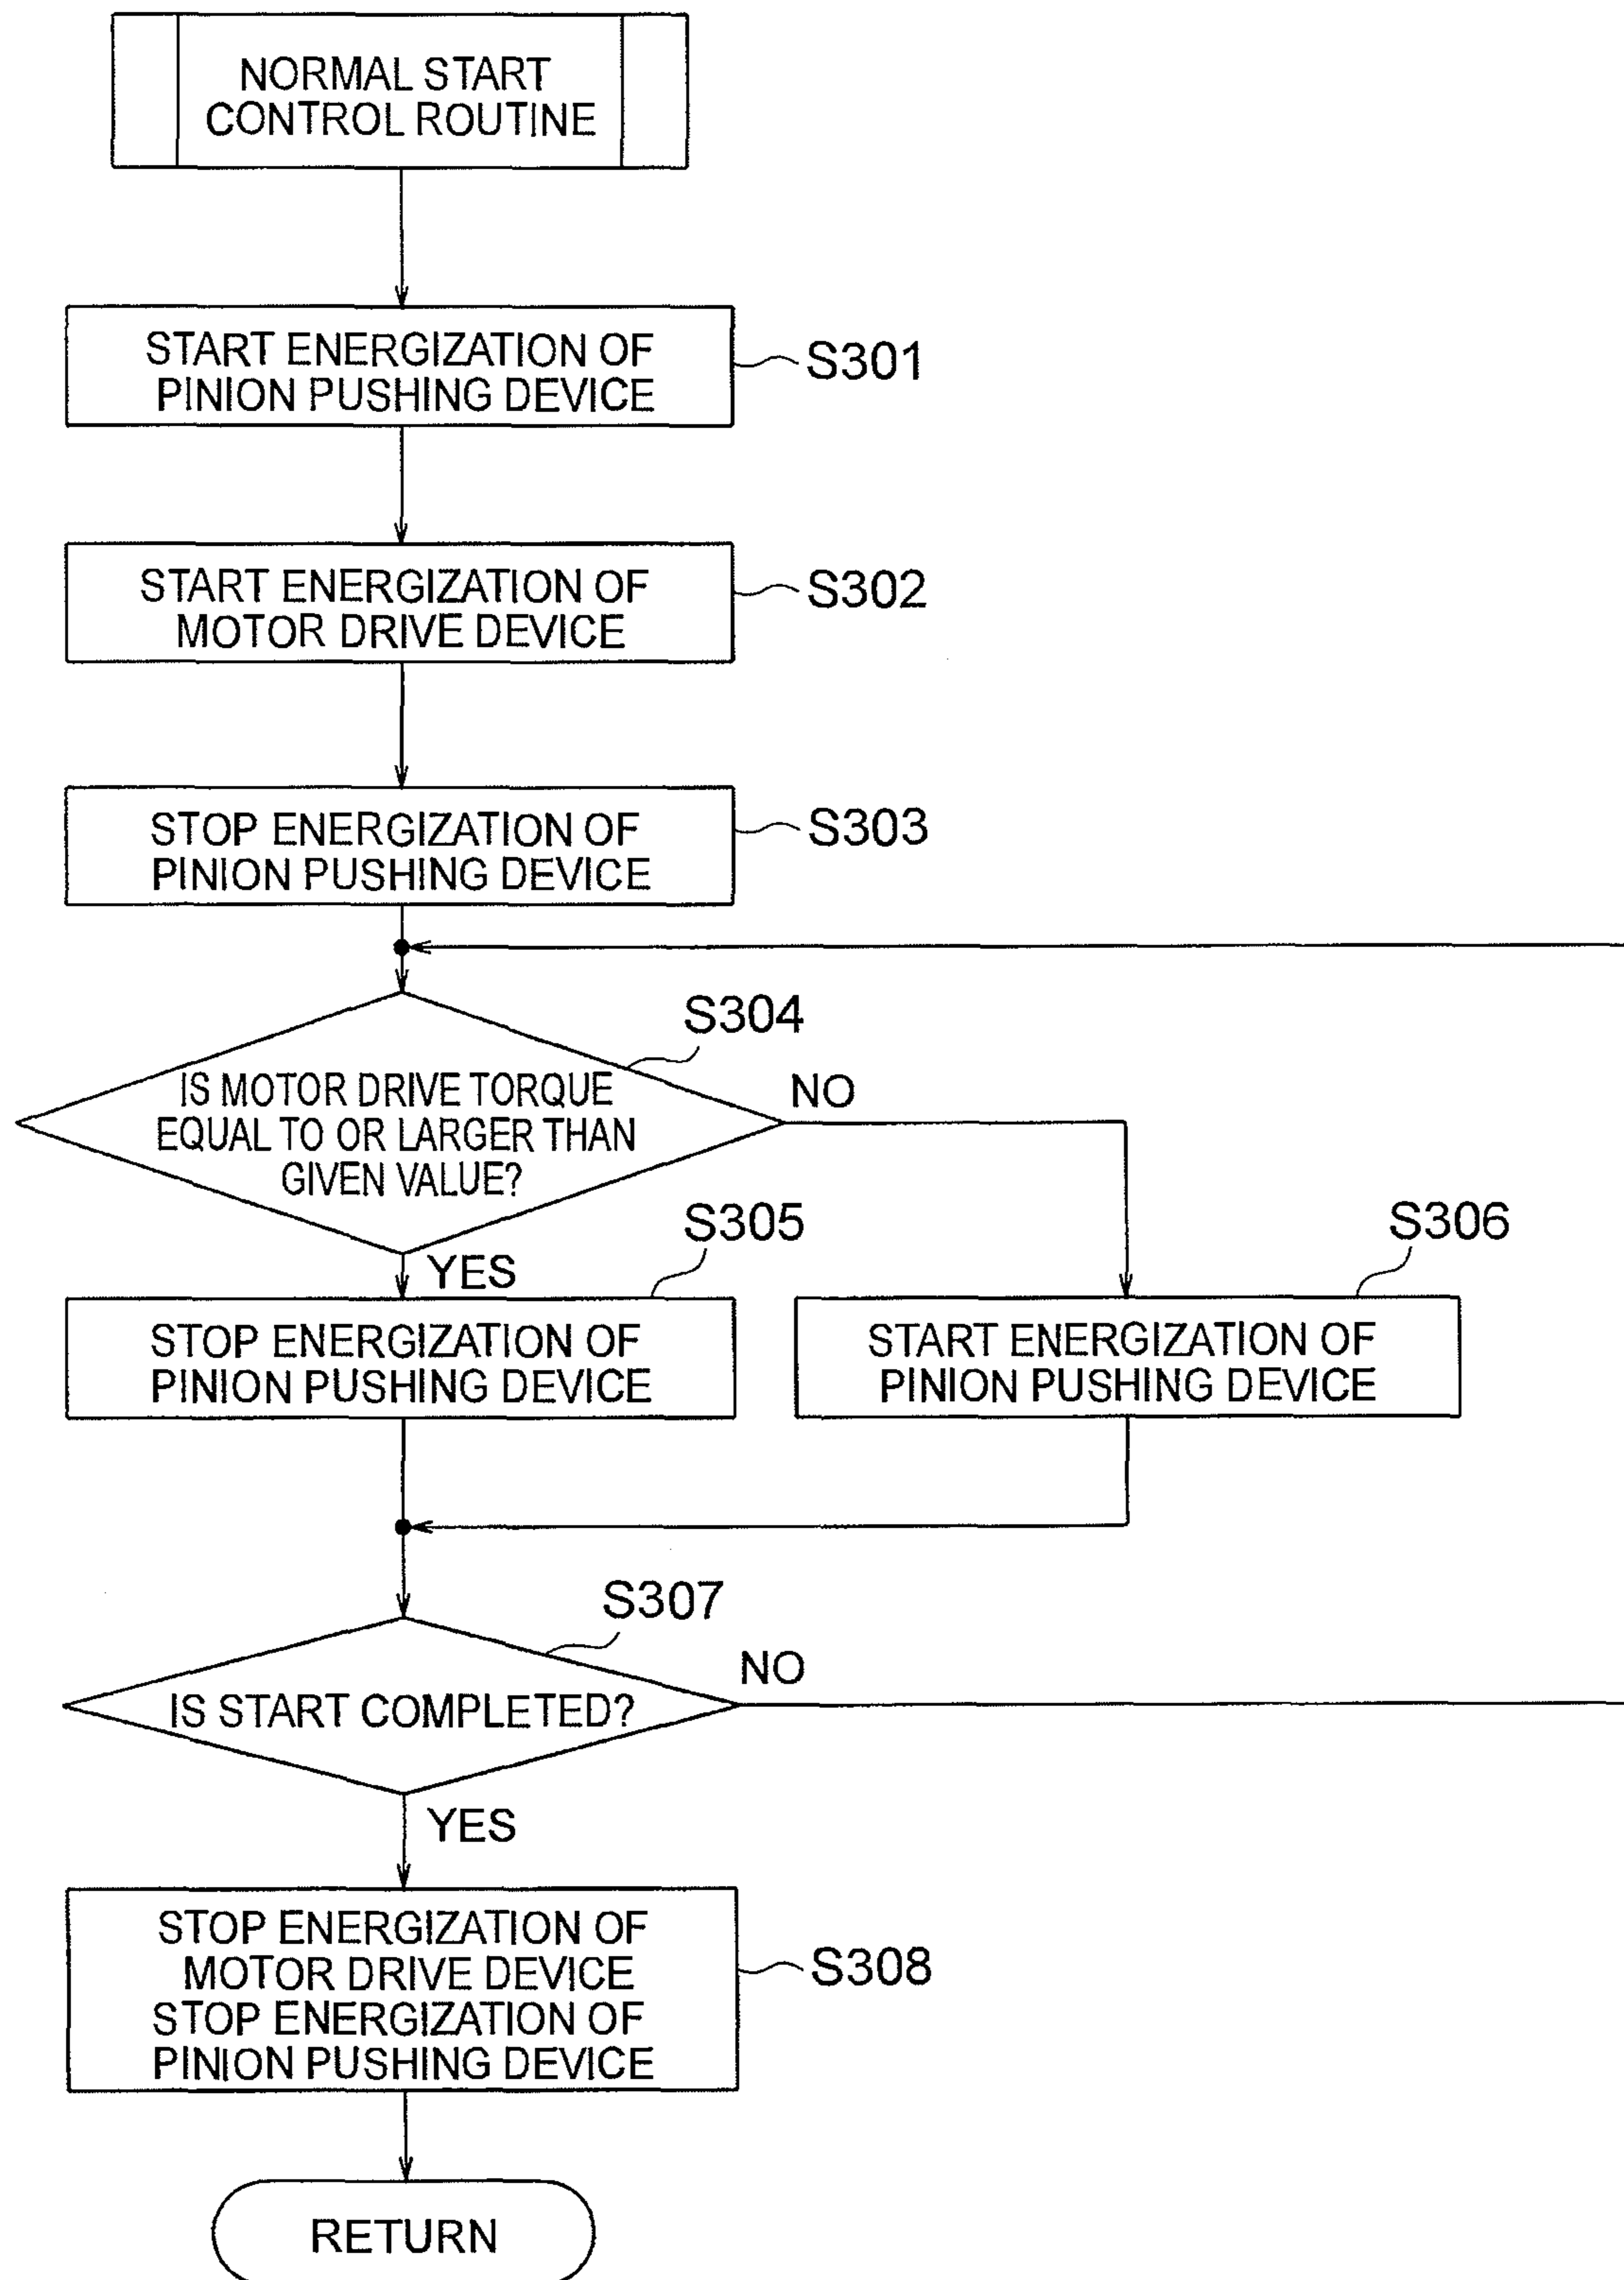 NORMAL START
CONTROL ROUTINE
START ENERGIZATION OF
PINION PUSHING DEVICE
S301
START ENERGIZATION OF
MOTOR DRIVE DEVICE
S302
STOP ENERGIZATION OF
PINION PUSHING DEVICE
S303
S304
IS MOTOR DRIVE TORQUE
EQUAL TO OR LARGER THAN
GIVEN VALUE?
NO
YES
S305
STOP ENERGIZATION OF
PINION PUSHING DEVICE
S306
START ENERGIZATION OF
PINION PUSHING DEVICE
S307
IS START COMPLETED?
NO
YES
STOP ENERGIZATION OF
MOTOR DRIVE DEVICE
STOP ENERGIZATION OF
PINION PUSHING DEVICE
S308
RETURN